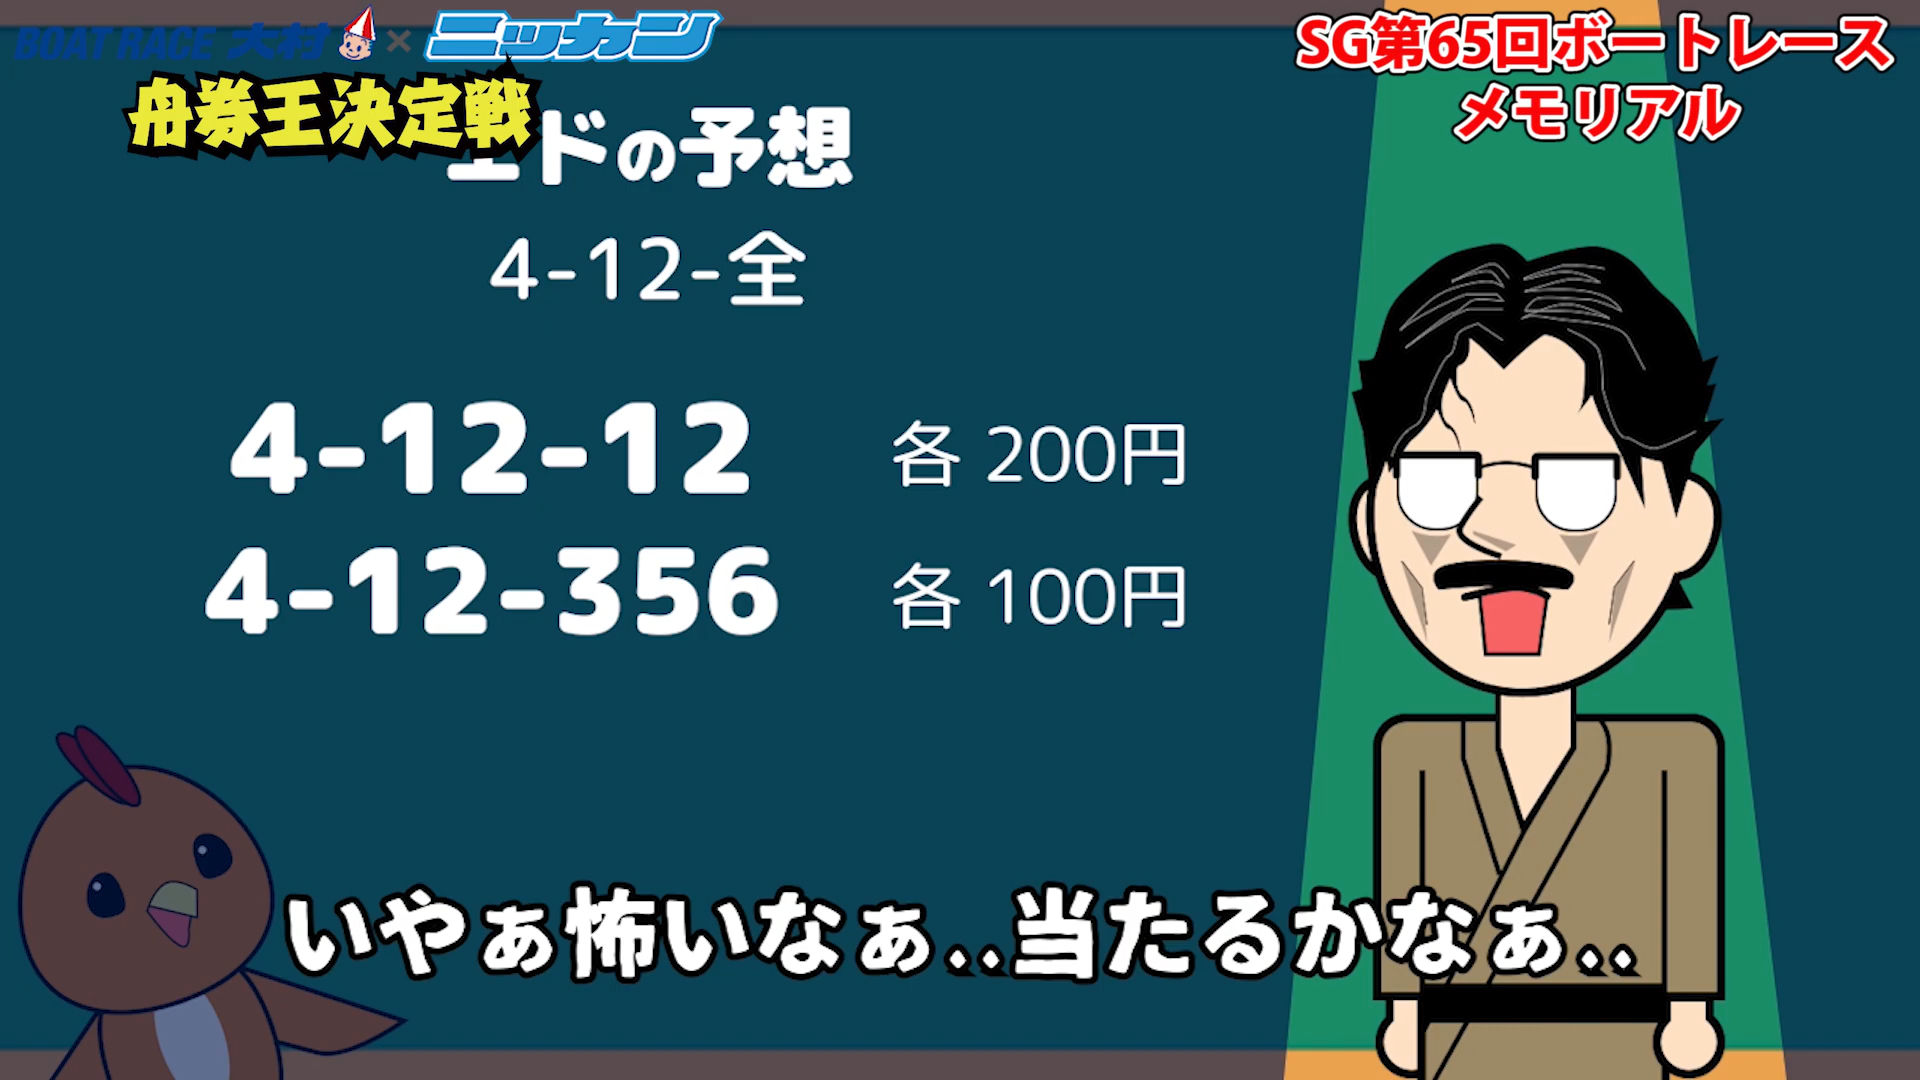 BOAT RACE 大村 × ニッカン
SG第65回ボートレース
メモリアル
舟券王決定戦
エドの予想
4-12-全
4-12-12 各 200円
4-12-356 各 100円
いやぁ怖いなぁ..当たるかなぁ..